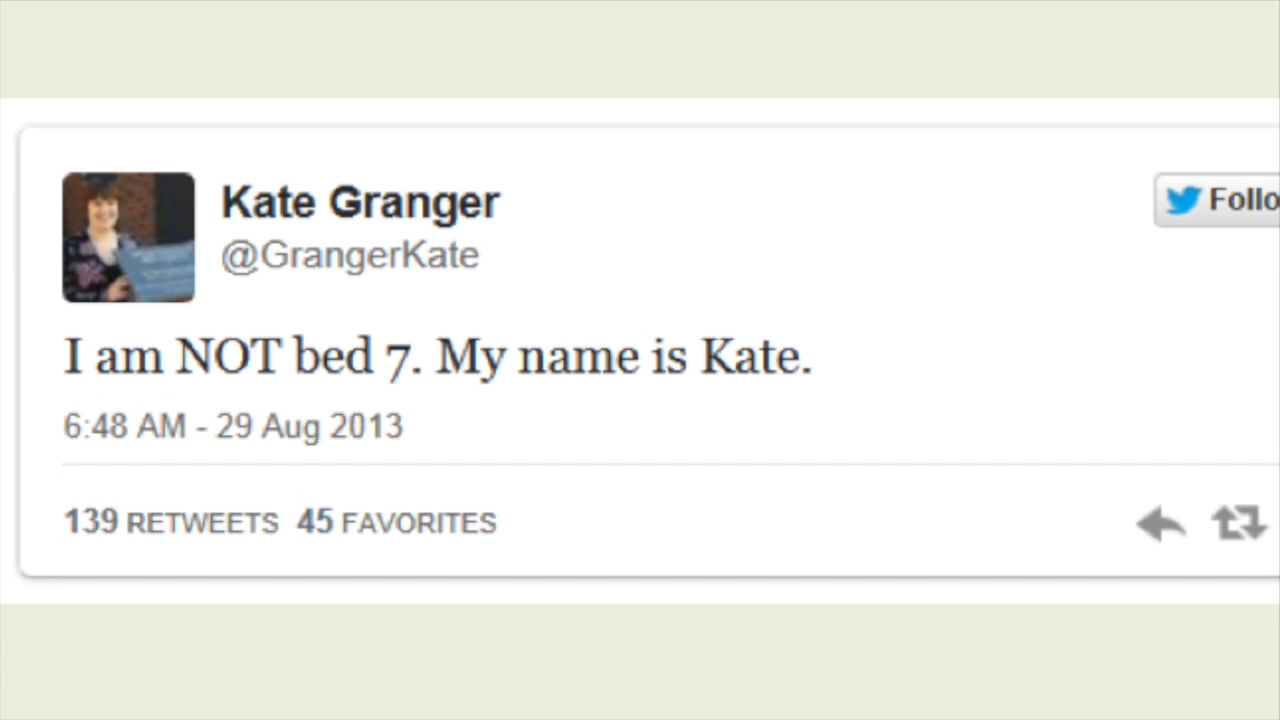 Kate Granger
@GrangerKate
Follo
I am NOT bed 7. My name is Kate.
6:48 AM - 29 Aug 2013
139 RETWEETS 45 FAVORITES